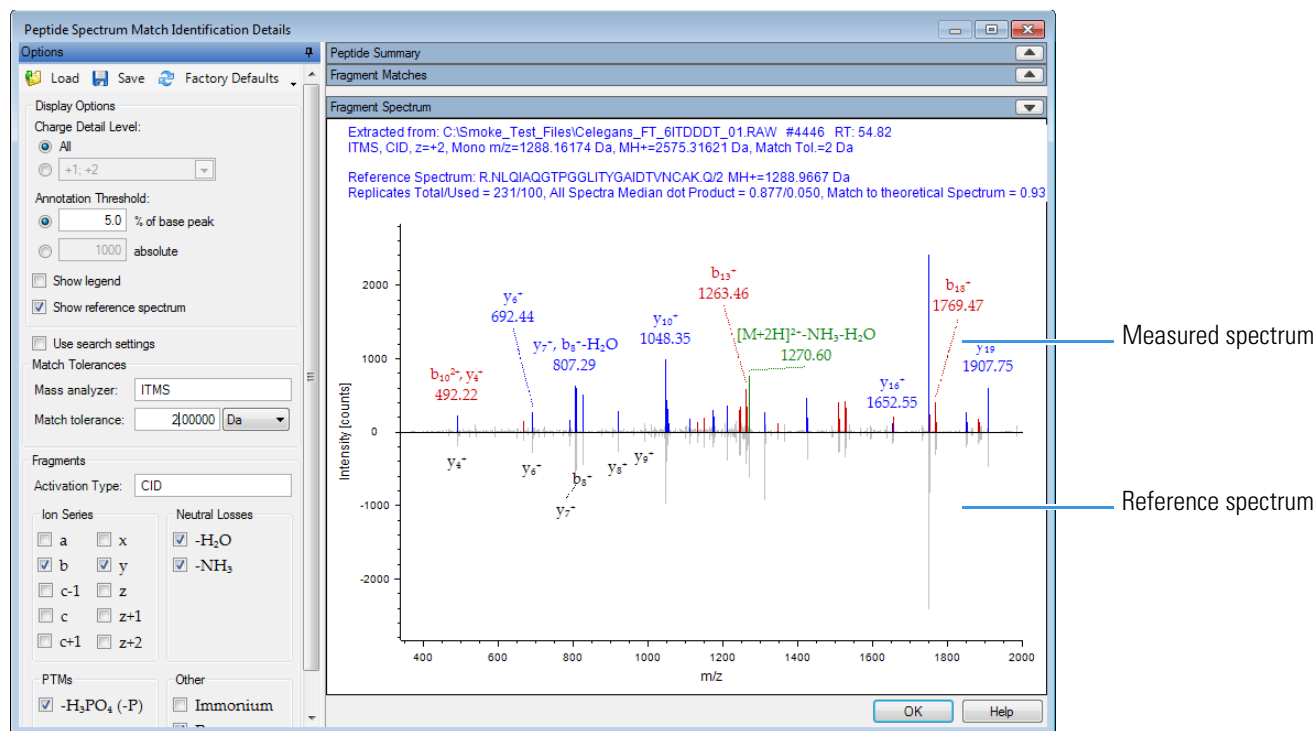 Peptide Spectrum Match Identification Details
Options
Load Save Factory Defaults
Display Options
Charge Detail Level:
All
+1; +2
Annotation Threshold:
5.0 % of base peak
1000 absolute
Show legend
Show reference spectrum
Use search settings
Match Tolerances
Mass analyzer: ITMS
Match tolerance: 2,00000 Da
Fragments
Activation Type: CID
Ion Series Neutral Losses
a x -H₂O
b y -NH₃
c-1 z
c z+1
c+1 z+2
PTMs Other
-H₃PO₄ (-P) Immonium
Peptide Summary
Fragment Matches
Fragment Spectrum
Extracted from: C:\Smoke_Test_Files\Celegans_FT_6ITDDDT_01.RAW #4446 RT: 54.82
ITMS, CID, z=+2, Mono m/z=1288.16174 Da, MH+=2575.31621 Da, Match Tol.=2 Da
Reference Spectrum: R.NLQIAQGTPGGLITYGAIDTVNCAK.Q/2 MH+=1288.9667 Da
Replicates Total/Used = 231/100, All Spectra Median dot Product = 0.877/0.050, Match to theoretical Spectrum = 0.93
Intensity [counts]
2000
1000
0
-1000
-2000
b₁₀²⁺, y₄⁺
492.22
y₆⁺
692.44
y₇⁺, b₈⁺-H₂O
807.29
y₁₀⁺
1048.35
b₁₃⁺
1263.46
[M+2H]²⁺-NH₃-H₂O
1270.60
y₁₆⁺
1652.55
b₁₈⁺
1769.47
y₁₉
1907.75
y₄⁺
y₆⁺
b₈⁺
y₇⁺
y₈⁺
y₉⁺
400 600 800 1000 1200 1400 1600 1800 2000
m/z
OK Help
Measured spectrum
Reference spectrum